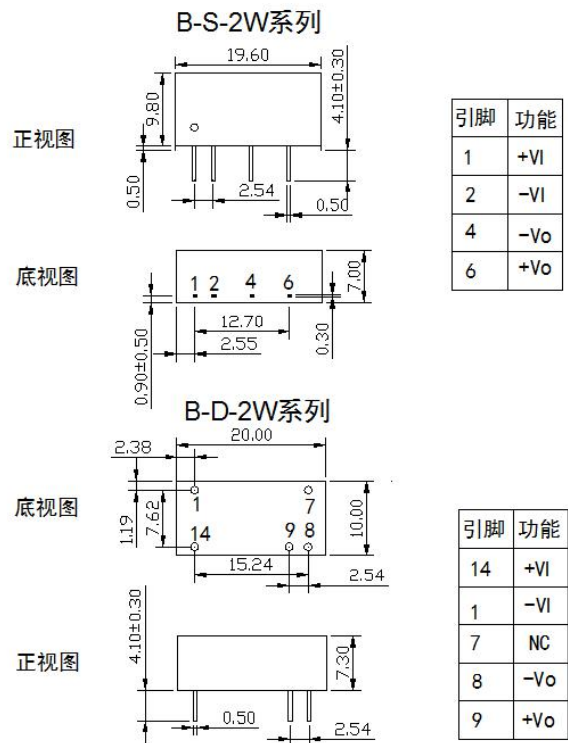 B-S-2W系列
19.60
9.80
4.10±0.30
正视图
0.50
2.54
0.50
引脚 功能
1 +VI
2 -VI
4 -Vo
6 +Vo
底视图
1 2 4 6
7.00
12.70
0.30
2.55
0.90±0.50
B-D-2W系列
20.00
2.38
底视图
1 7
1.19
7.62
10.00
14 9 8
15.24
2.54
引脚 功能
14 +VI
1 -VI
7 NC
8 -Vo
9 +Vo
4.10±0.30
正视图
7.30
0.50
2.54